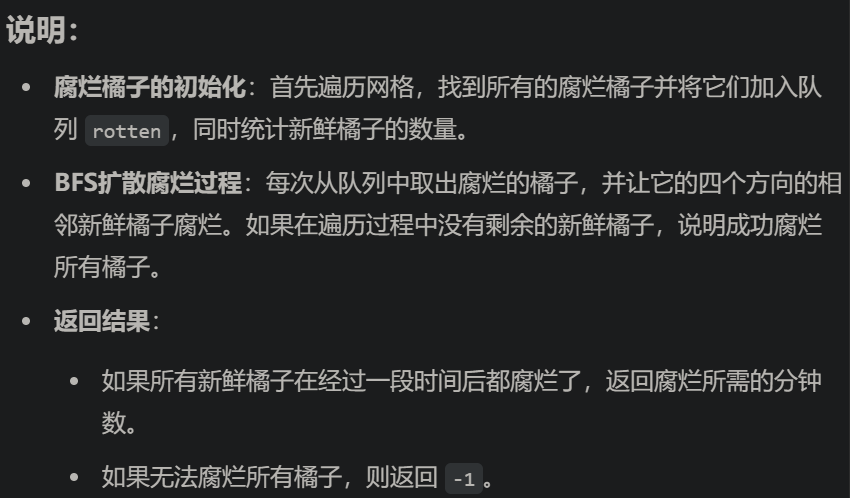 说明：
腐烂橘子的初始化：首先遍历网格，找到所有的腐烂橘子并将它们加入队
列 rotten，同时统计新鲜橘子的数量。
BFS扩散腐烂过程：每次从队列中取出腐烂的橘子，并让它的四个方向的相
邻新鲜橘子腐烂。如果在遍历过程中没有剩余的新鲜橘子，说明成功腐烂
所有橘子。
返回结果：
如果所有新鲜橘子在经过一段时间后都腐烂了，返回腐烂所需的分钟
数。
如果无法腐烂所有橘子，则返回 -1。